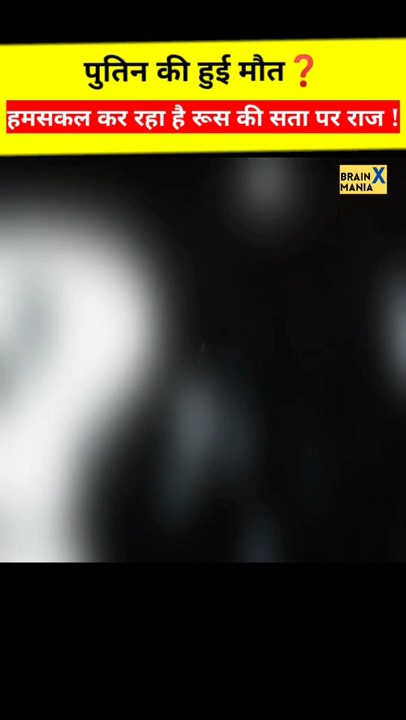 पुतिन की हुई मौत❓
हमसकल कर रहा है रूस की सता पर राज !
BRAIN X
MANIA